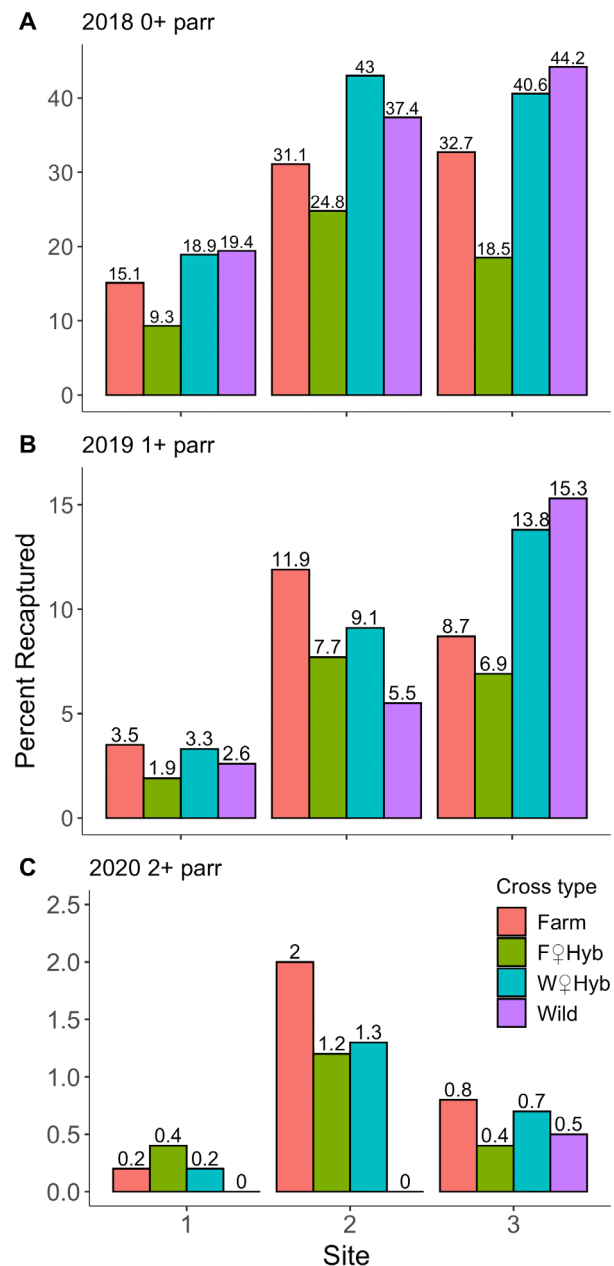 A 2018 0+ parr
40
30
20
10
0
15.1 9.3 18.9 19.4
31.1 24.8 43 37.4
32.7 18.5 40.6 44.2
B 2019 1+ parr
Percent Recaptured
15
10
5
0
3.5 1.9 3.3 2.6
11.9 7.7 9.1 5.5
8.7 6.9 13.8 15.3
C 2020 2+ parr
2.5
2.0
1.5
1.0
0.5
0.0
0.2 0.4 0.2 0
2 1.2 1.3 0
0.8 0.4 0.7 0.5
Cross type
Farm
F♀Hyb
W♀Hyb
Wild
1 2 3
Site